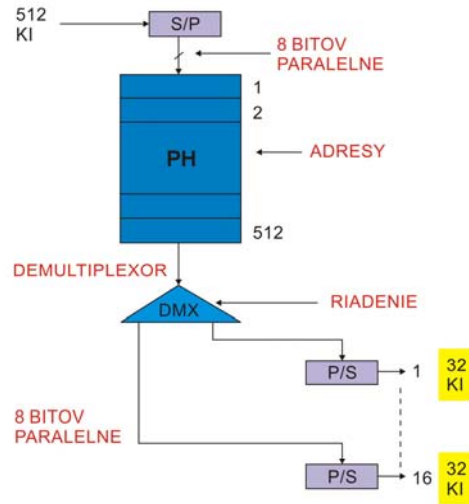 512
KI
S/P
8 BITOV
PARALELNE
1
2
PH
ADRESY
512
DEMULTIPLEXOR
DMX
RIADENIE
P/S
1
32
KI
8 BITOV
PARALELNE
P/S
16
32
KI